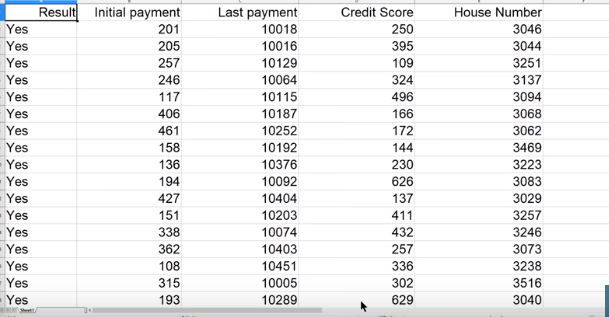 Result Initial payment Last payment Credit Score House Number
Yes 201 10018 250 3046
Yes 205 10016 395 3044
Yes 257 10129 109 3251
Yes 246 10064 324 3137
Yes 117 10115 496 3094
Yes 406 10187 166 3068
Yes 461 10252 172 3062
Yes 158 10192 144 3469
Yes 136 10376 230 3223
Yes 194 10092 626 3083
Yes 427 10404 137 3029
Yes 151 10203 411 3257
Yes 338 10074 432 3246
Yes 362 10403 257 3073
Yes 108 10451 336 3238
Yes 315 10005 302 3516
Yes 193 10289 629 3040
Sheet1